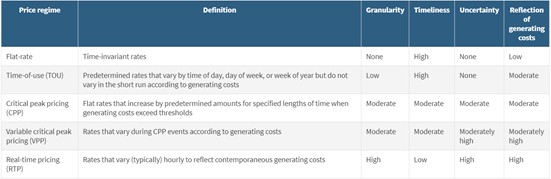 Price regime Definition Granularity Timeliness Uncertainty Reflection
of
generating
costs
Flat-rate Time-invariant rates None High None Low
Time-of-use (TOU) Predetermined rates that vary by time of day, day of week, or week of year but do not Low High None Moderate
vary in the short run according to generating costs
Critical peak pricing Flat rates that increase by predetermined amounts for specified lengths of time when Moderate Moderate Moderate Moderate
(CPP) generating costs exceed thresholds
Variable critical peak Rates that vary during CPP events according to generating costs Moderate Moderate Moderately Moderately
pricing (VPP) high high
Real-time pricing Rates that vary (typically) hourly to reflect contemporaneous generating costs High Low High High
(RTP)